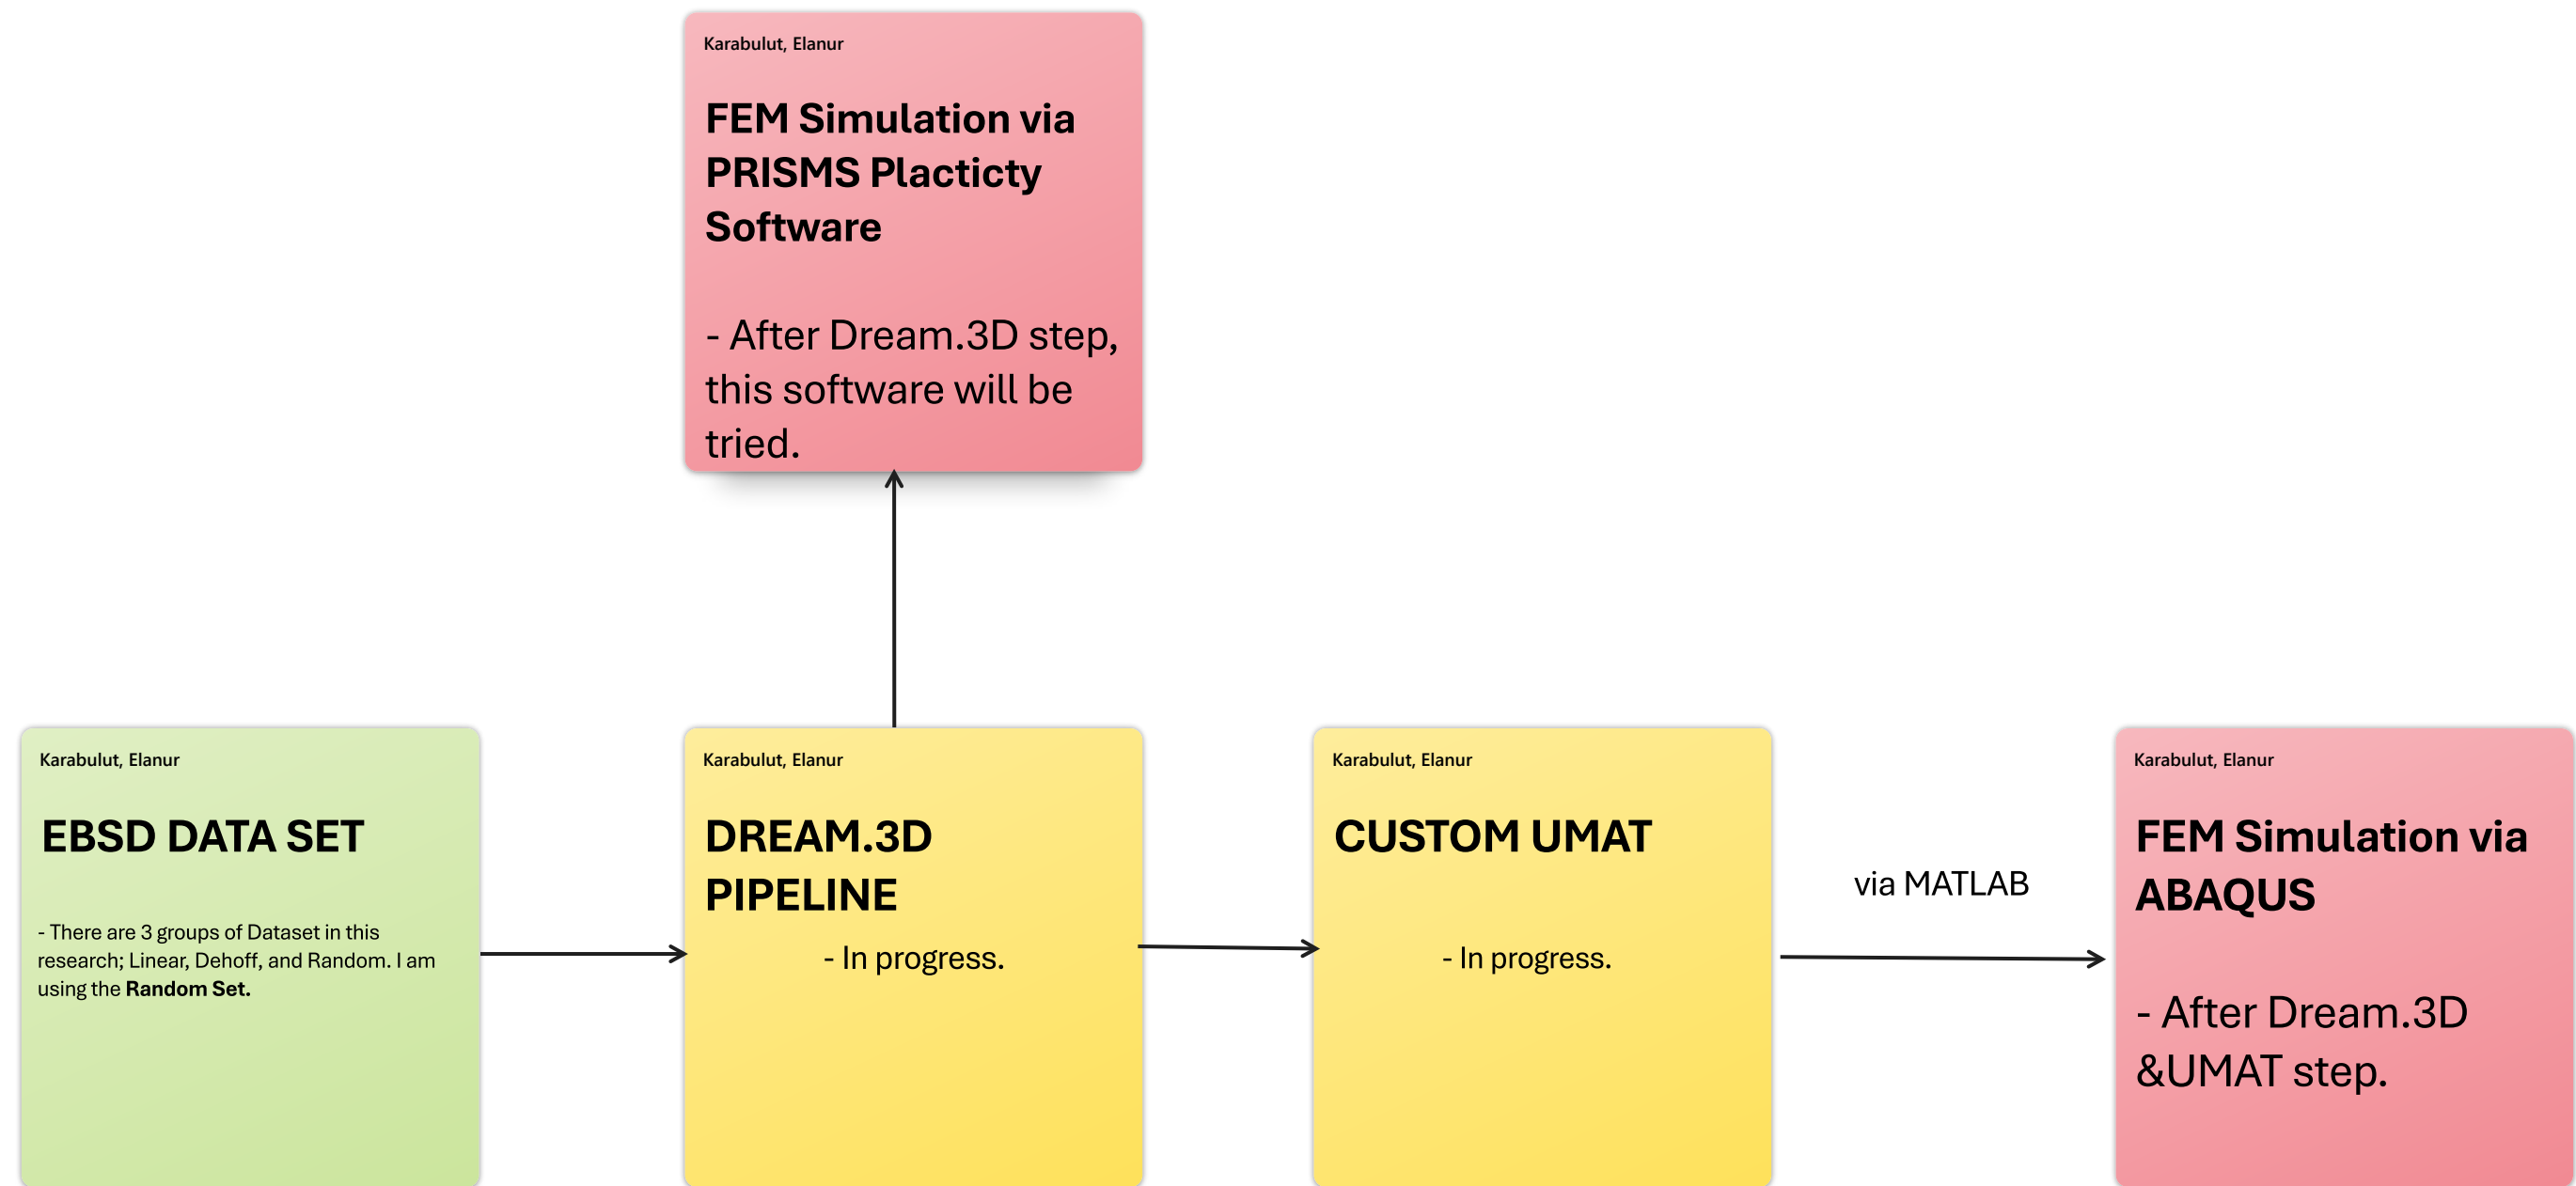 Karabulut, Elanur
FEM Simulation via
PRISMS Placticty
Software
- After Dream.3D step,
this software will be
tried.
Karabulut, Elanur
EBSD DATA SET
- There are 3 groups of Dataset in this
research; Linear, Dehoff, and Random. I am
using the Random Set.
Karabulut, Elanur
DREAM.3D
PIPELINE
- In progress.
Karabulut, Elanur
CUSTOM UMAT
- In progress.
via MATLAB
Karabulut, Elanur
FEM Simulation via
ABAQUS
- After Dream.3D
&UMAT step.